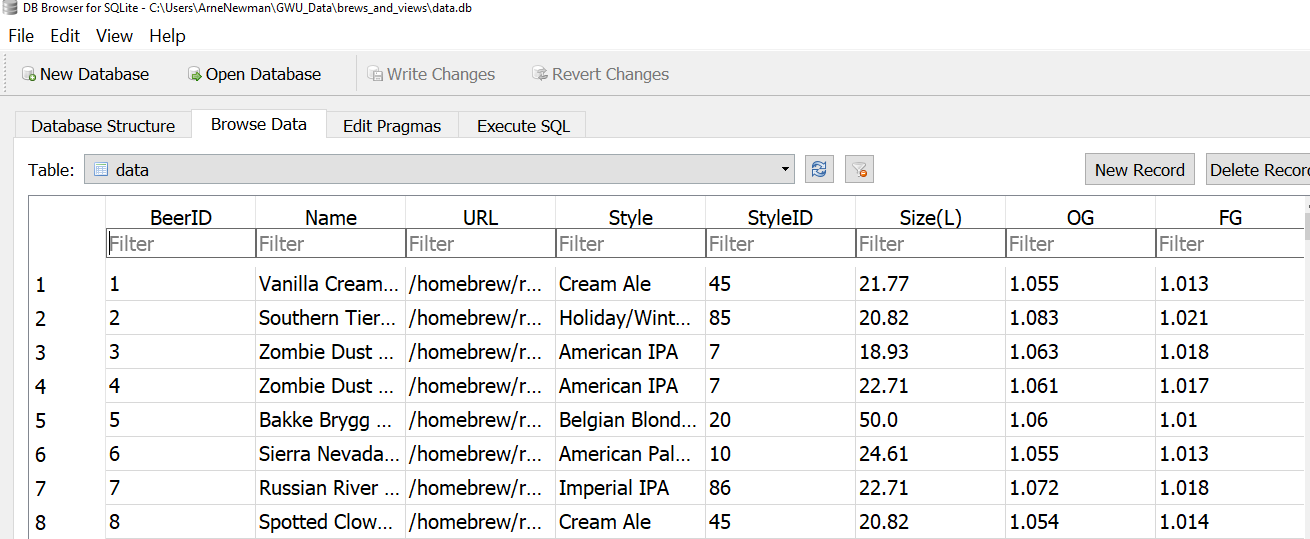 DB Browser for SQLite - C:\Users\ArneNewman\GWU_Data\brews_and_views\data.db
File Edit View Help
New Database Open Database Write Changes Revert Changes
Database Structure Browse Data Edit Pragmas Execute SQL
Table: data New Record Delete Recor
BeerID Name URL Style StyleID Size(L) OG FG
Filter Filter Filter Filter Filter Filter Filter Filter
1 1 Vanilla Cream... /homebrew/r... Cream Ale 45 21.77 1.055 1.013
2 2 Southern Tier... /homebrew/r... Holiday/Wint... 85 20.82 1.083 1.021
3 3 Zombie Dust ... /homebrew/r... American IPA 7 18.93 1.063 1.018
4 4 Zombie Dust ... /homebrew/r... American IPA 7 22.71 1.061 1.017
5 5 Bakke Brygg ... /homebrew/r... Belgian Blond... 20 50.0 1.06 1.01
6 6 Sierra Nevada... /homebrew/r... American Pal... 10 24.61 1.055 1.013
7 7 Russian River ... /homebrew/r... Imperial IPA 86 22.71 1.072 1.018
8 8 Spotted Clow... /homebrew/r... Cream Ale 45 20.82 1.054 1.014